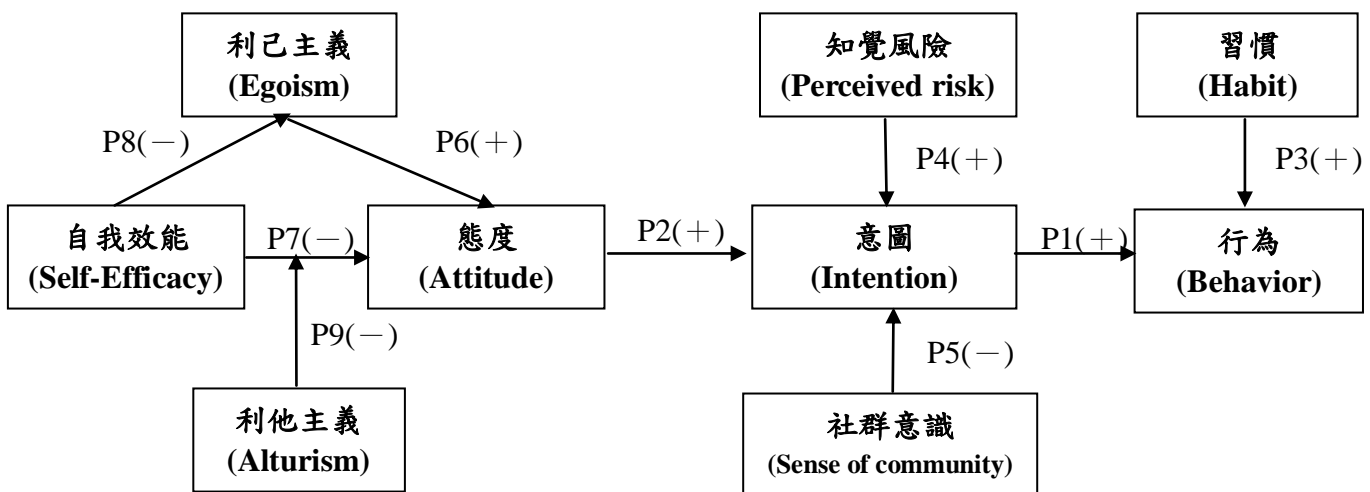 利己主義
(Egoism)
知覺風險
(Perceived risk)
習慣
(Habit)
P8(－)
P6(＋)
P4(＋)
P3(＋)
自我效能
(Self-Efficacy)
P7(－)
態度
(Attitude)
P2(＋)
意圖
(Intention)
P1(＋)
行為
(Behavior)
P9(－)
P5(－)
利他主義
(Alturism)
社群意識
(Sense of community)